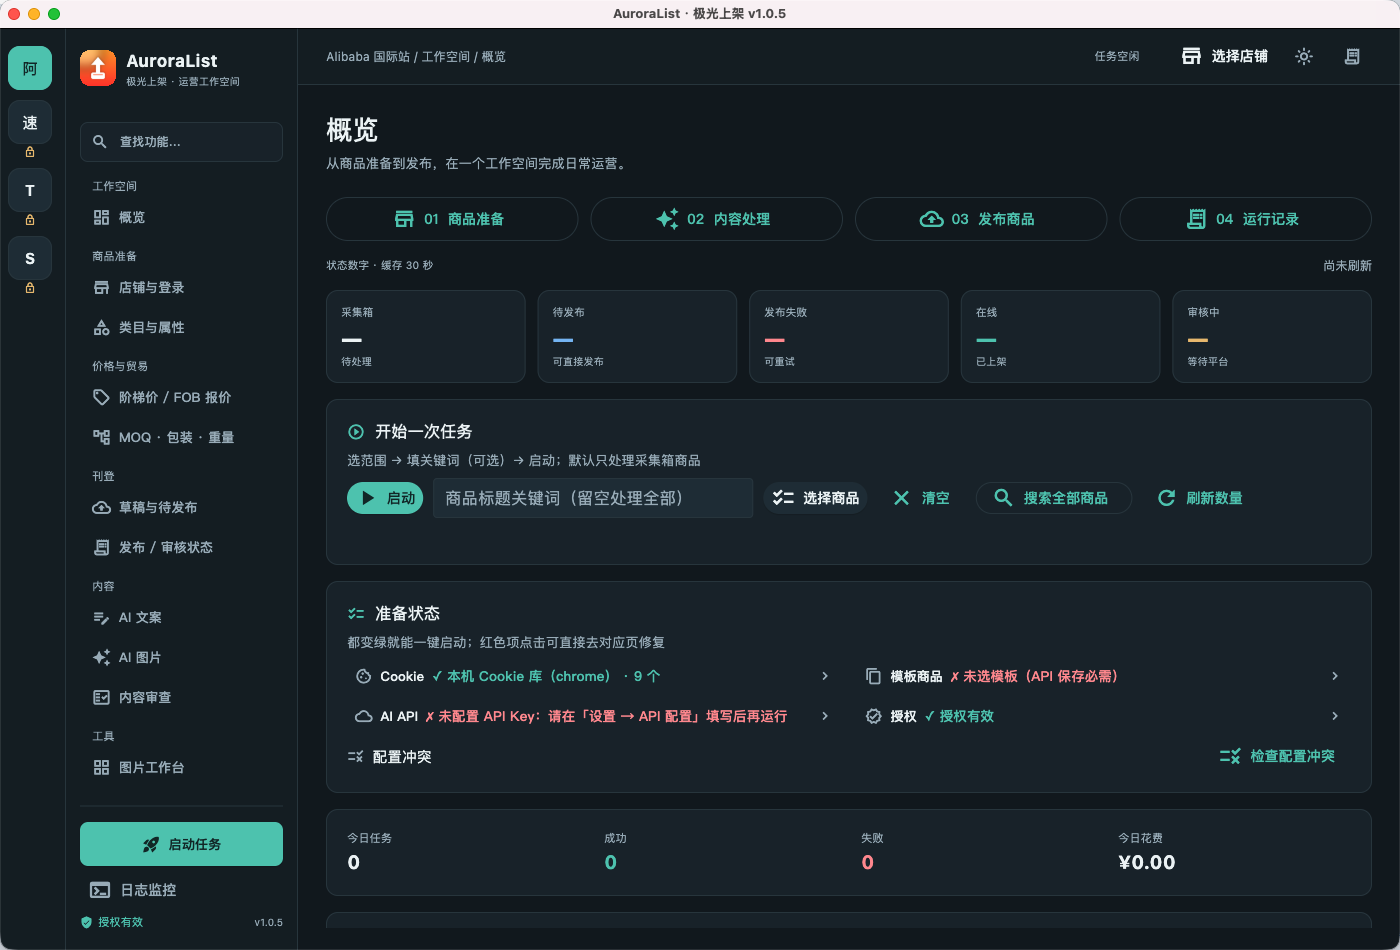 AuroraList · 极光上架 v1.0.5
阿
速
T
S
AuroraList
极光上架 · 运营工作空间
查找功能...
工作空间
概览
商品准备
店铺与登录
类目与属性
价格与贸易
阶梯价 / FOB 报价
MOQ · 包装 · 重量
刊登
草稿与待发布
发布 / 审核状态
内容
AI 文案
AI 图片
内容审查
工具
图片工作台
启动任务
日志监控
授权有效 v1.0.5
Alibaba 国际站 / 工作空间 / 概览
任务空闲 选择店铺
概览
从商品准备到发布，在一个工作空间完成日常运营。
01 商品准备 02 内容处理 03 发布商品 04 运行记录
状态数字 · 缓存 30 秒 尚未刷新
采集箱 待发布 发布失败 在线 审核中
— — — — —
待处理 可直接发布 可重试 已上架 等待平台
开始一次任务
选范围 → 填关键词（可选）→ 启动；默认只处理采集箱商品
启动 商品标题关键词（留空处理全部） 选择商品 清空 搜索全部商品 刷新数量
准备状态
都变绿就能一键启动；红色项点击可直接去对应页修复
Cookie ✓ 本机 Cookie 库（chrome） · 9 个 模板商品 ✗ 未选模板（API 保存必需）
AI API ✗ 未配置 API Key：请在「设置 → API 配置」填写后再运行 授权 ✓ 授权有效
配置冲突 检查配置冲突
今日任务 成功 失败 今日花费
0 0 0 ¥0.00